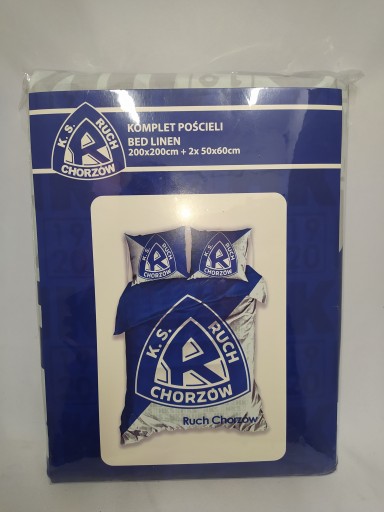 K.S. RUCH
CHORZÓW
R
KOMPLET POŚCIELI
BED LINEN
200x200cm + 2x 50x60cm
K.S. RUCH
CHORZÓW
R
K.S. RUCH
CHORZÓW
R
K.S. RUCH
CHORZÓW
R
Ruch Chorzów